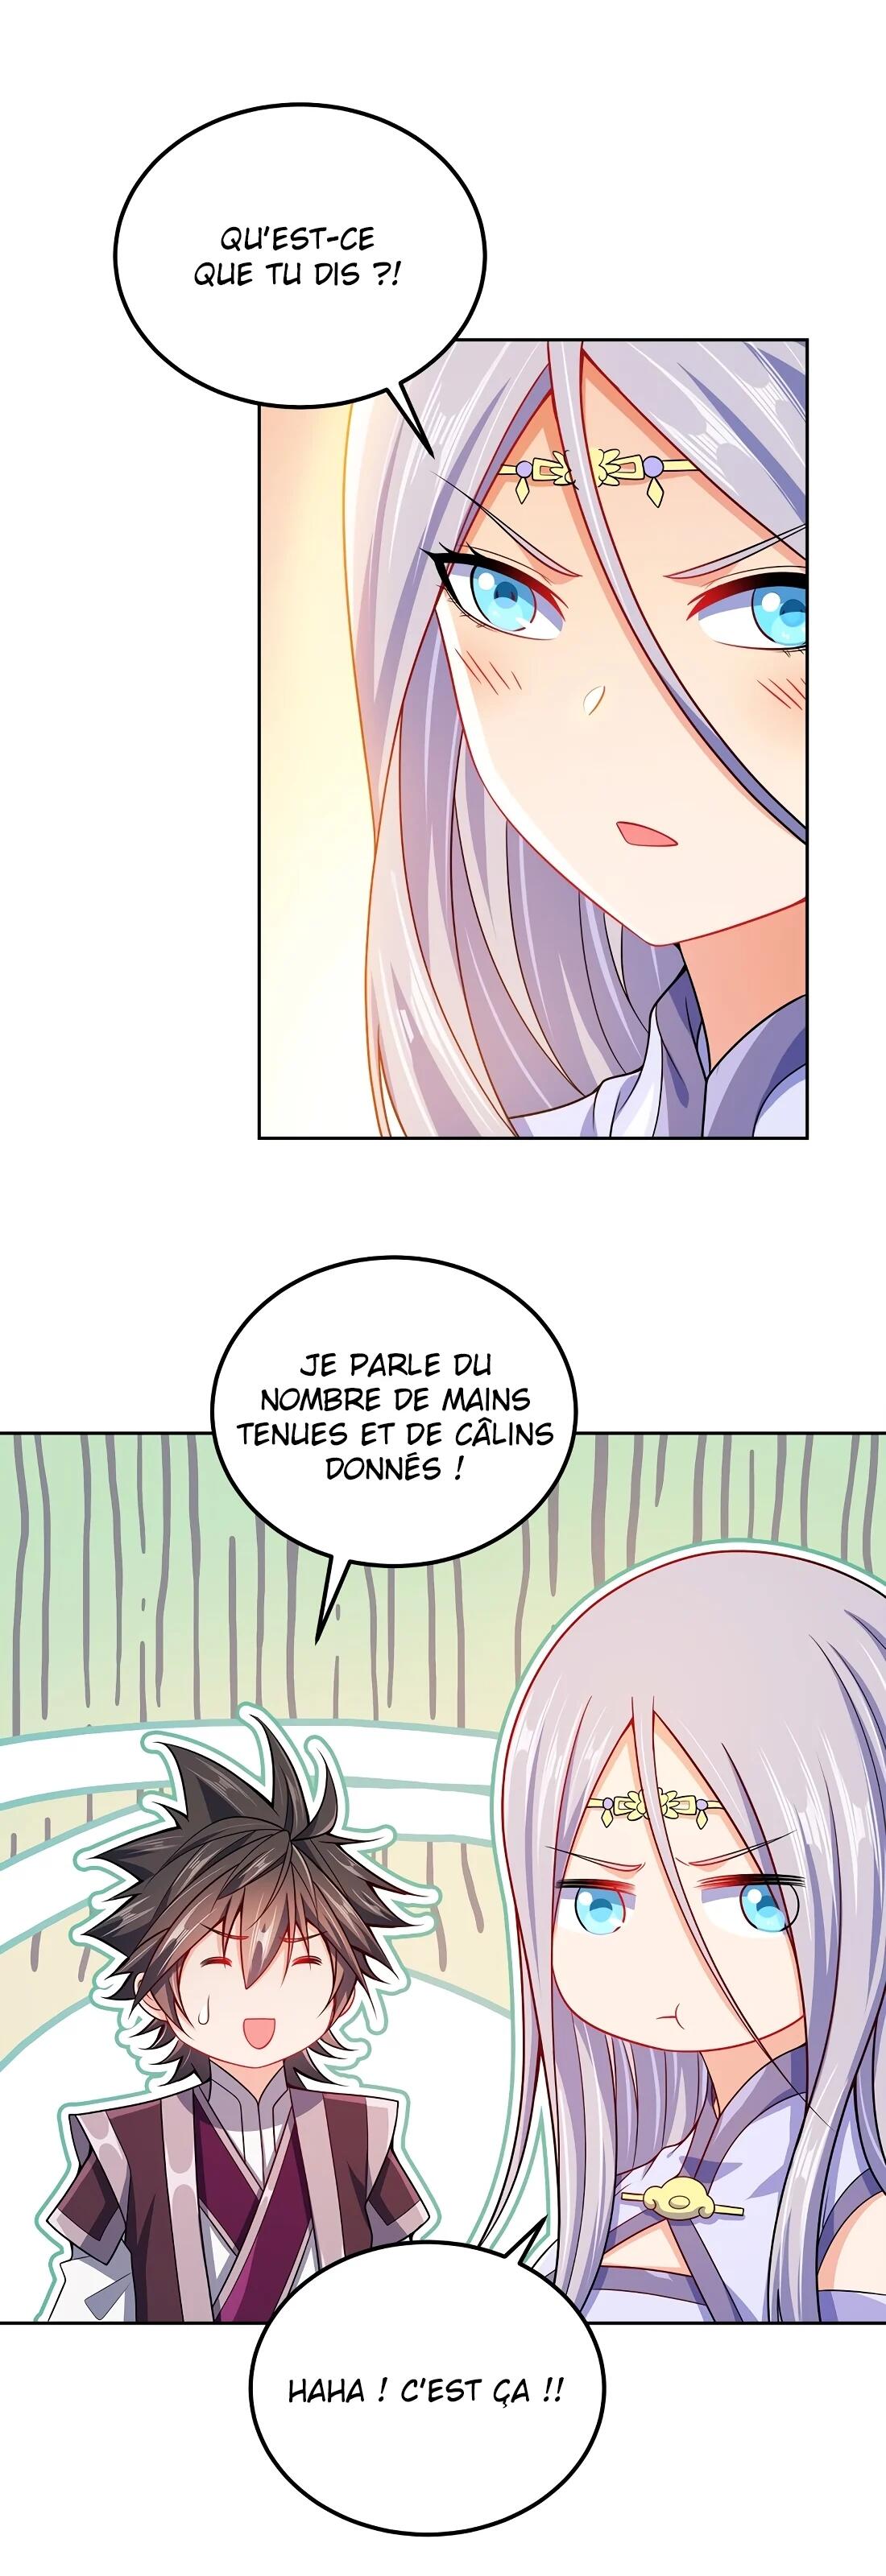 QU'EST-CE
QUE TU DIS ?!
JE PARLE DU
NOMBRE DE MAINS
TENUES ET DE CÂLINS
DONNÉS !
HAHA ! C'EST ÇA !!